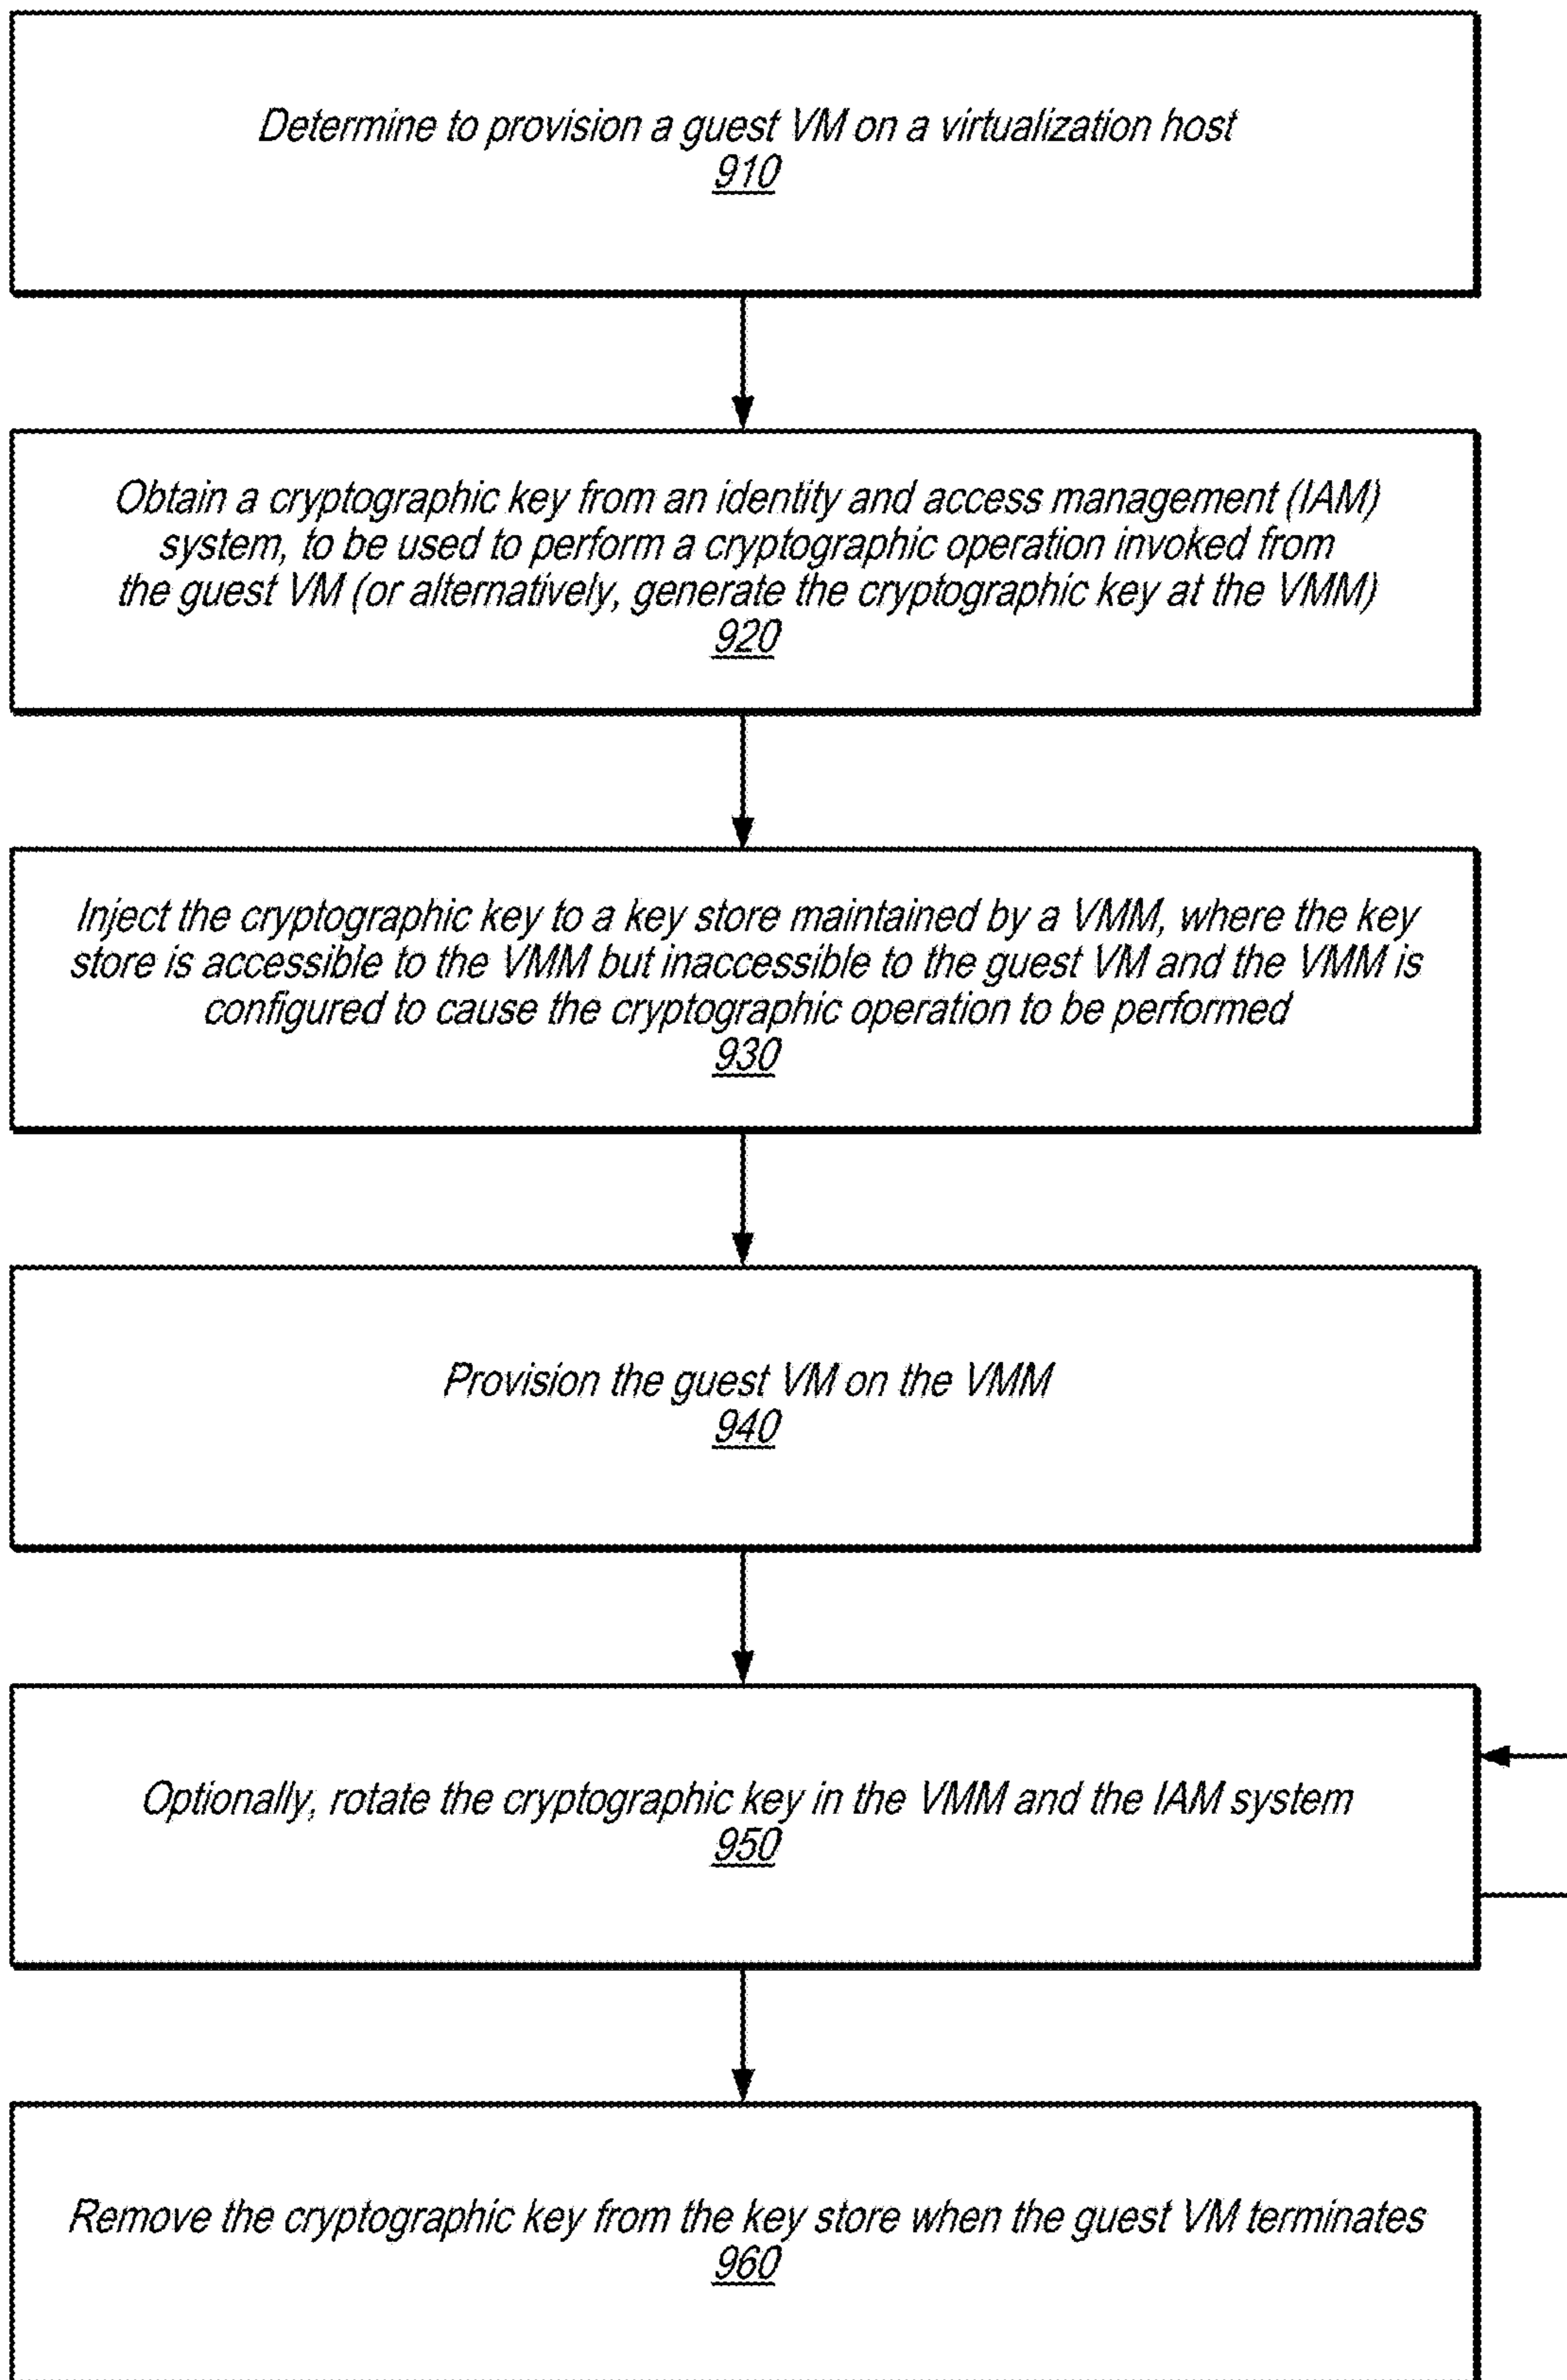 Determine to provision a guest VM on a virtualization host
910
Obtain a cryptographic key from an identity and access management (IAM)
system, to be used to perform a cryptographic operation invoked from
the guest VM (or alternatively, generate the cryptographic key at the VMM)
920
Inject the cryptographic key to a key store maintained by a VMM, where the key
store is accessible to the VMM but inaccessible to the guest VM and the VMM is
configured to cause the cryptographic operation to be performed
930
Provision the guest VM on the VMM
940
Optionally, rotate the cryptographic key in the VMM and the IAM system
950
Remove the cryptographic key from the key store when the guest VM terminates
960